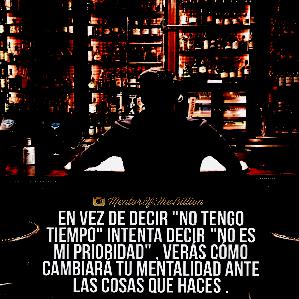 MentorOfTheBillion
EN VEZ DE DECIR "NO TENGO
TIEMPO" INTENTA DECIR "NO ES
MI PRIORIDAD" , VERÁS CÓMO
CAMBIARÁ TU MENTALIDAD ANTE
LAS COSAS QUE HACES .